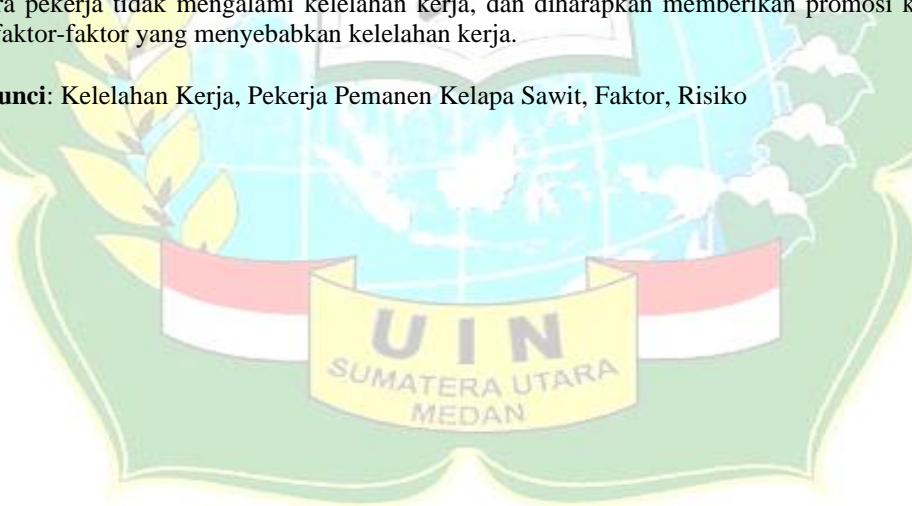 ra pekerja tidak mengalami kelelahan kerja, dan diharapkan memberikan promosi k
faktor-faktor yang menyebabkan kelelahan kerja.
unci: Kelelahan Kerja, Pekerja Pemanen Kelapa Sawit, Faktor, Risiko
UIN
SUMATERA UTARA
MEDAN